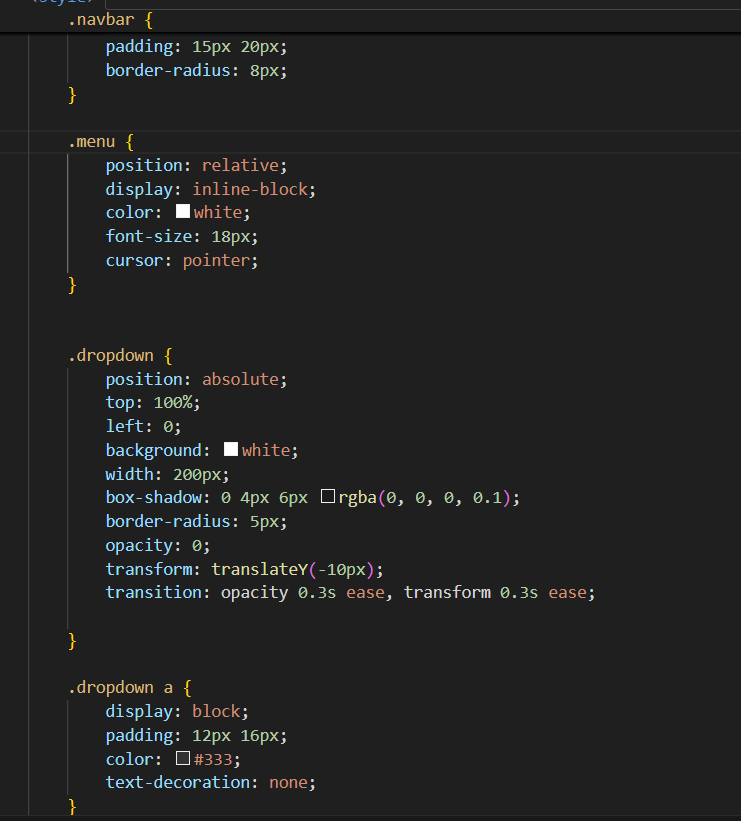 <style>
.navbar {
padding: 15px 20px;
border-radius: 8px;
}
.menu {
position: relative;
display: inline-block;
color: white;
font-size: 18px;
cursor: pointer;
}
.dropdown {
position: absolute;
top: 100%;
left: 0;
background: white;
width: 200px;
box-shadow: 0 4px 6px rgba(0, 0, 0, 0.1);
border-radius: 5px;
opacity: 0;
transform: translateY(-10px);
transition: opacity 0.3s ease, transform 0.3s ease;
}
.dropdown a {
display: block;
padding: 12px 16px;
color: #333;
text-decoration: none;
}